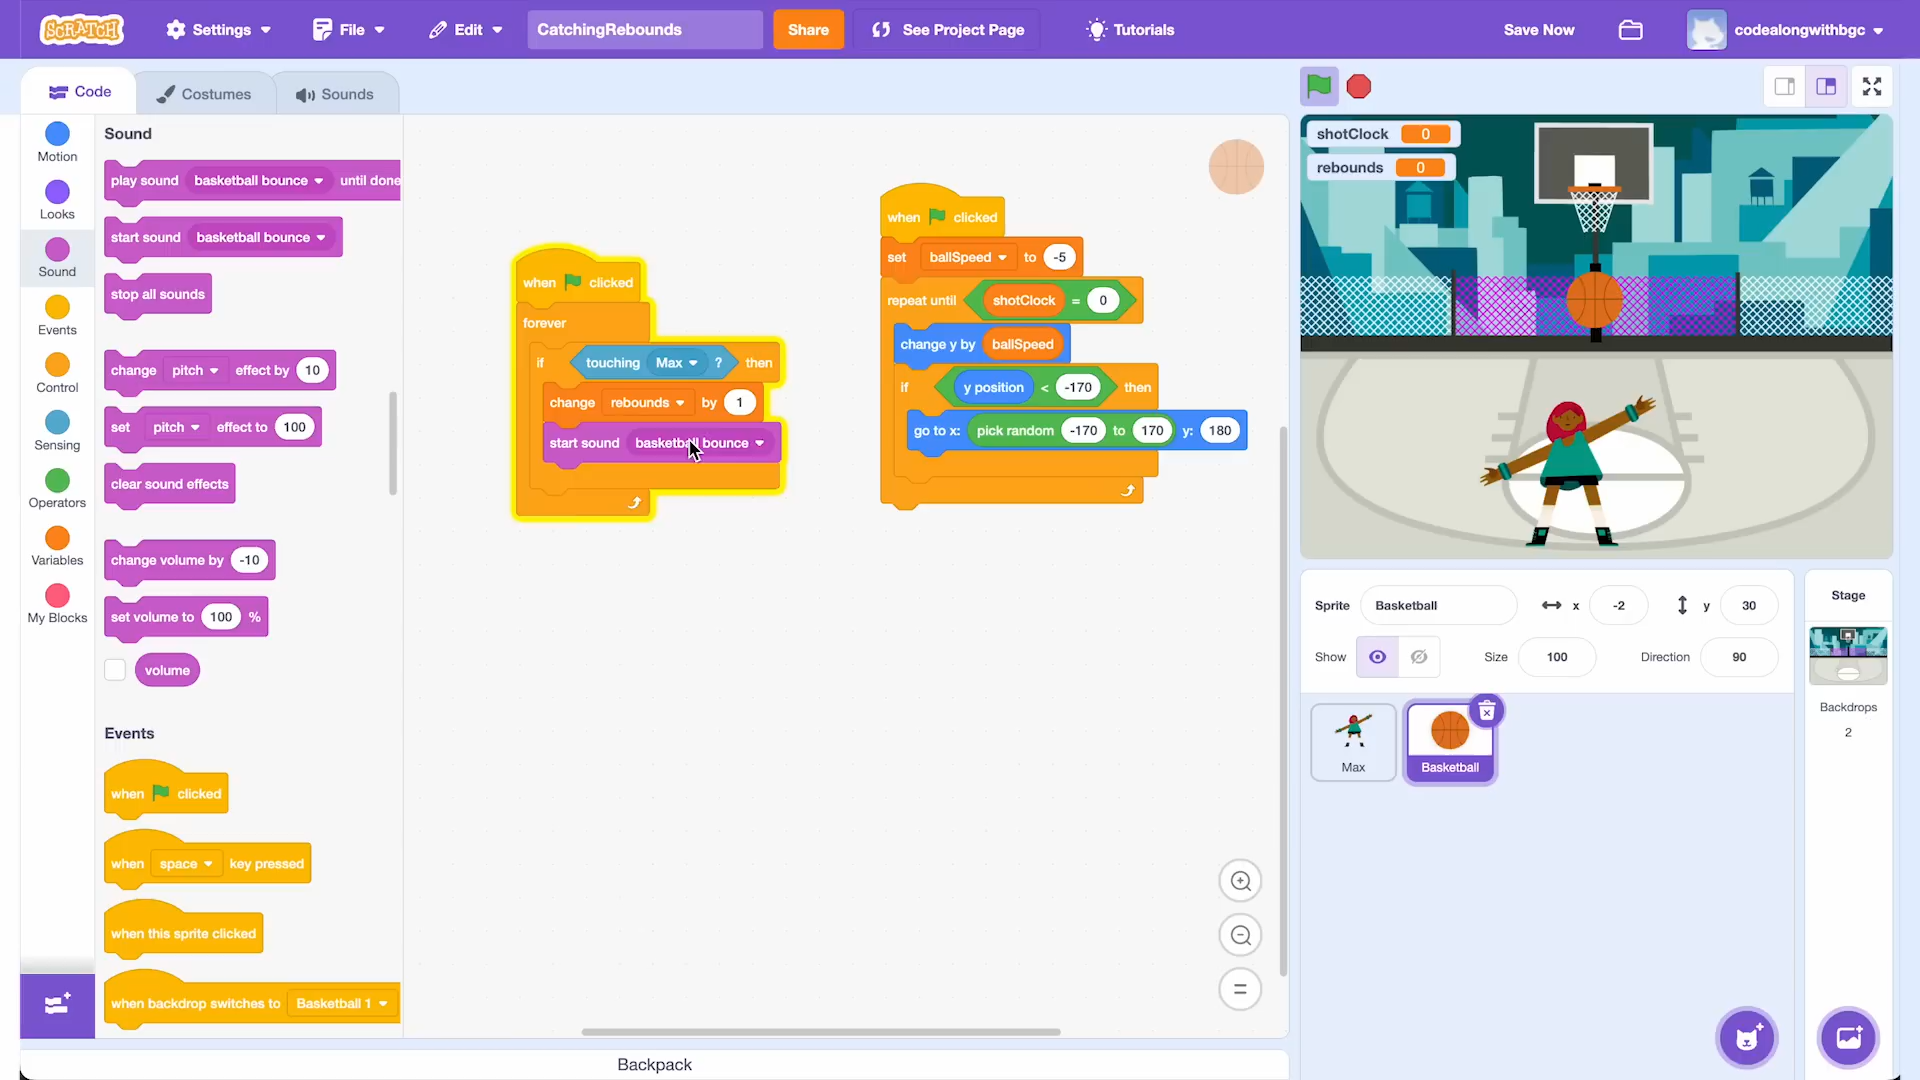 SCRATCH
Settings
File
Edit
CatchingRebounds
Share
See Project Page
Tutorials
Save Now
codealongwithbgc
Code
Costumes
Sounds
Motion
Looks
Sound
Events
Control
Sensing
Operators
Variables
My Blocks
Sound
play sound basketball bounce until done
start sound basketball bounce
stop all sounds
change pitch effect by 10
set pitch effect to 100
clear sound effects
change volume by -10
set volume to 100 %
volume
Events
when clicked
when space key pressed
when this sprite clicked
when backdrop switches to Basketball 1
when clicked
forever
if touching Max ? then
change rebounds by 1
start sound basketball bounce
when clicked
set ballSpeed to -5
repeat until shotClock = 0
change y by ballSpeed
if y position < -170 then
go to x: pick random -170 to 170 y: 180
Backpack
shotClock 0
rebounds 0
Sprite Basketball x -2 y 30
Show Size 100 Direction 90
Max
Basketball
Stage
Backdrops
2